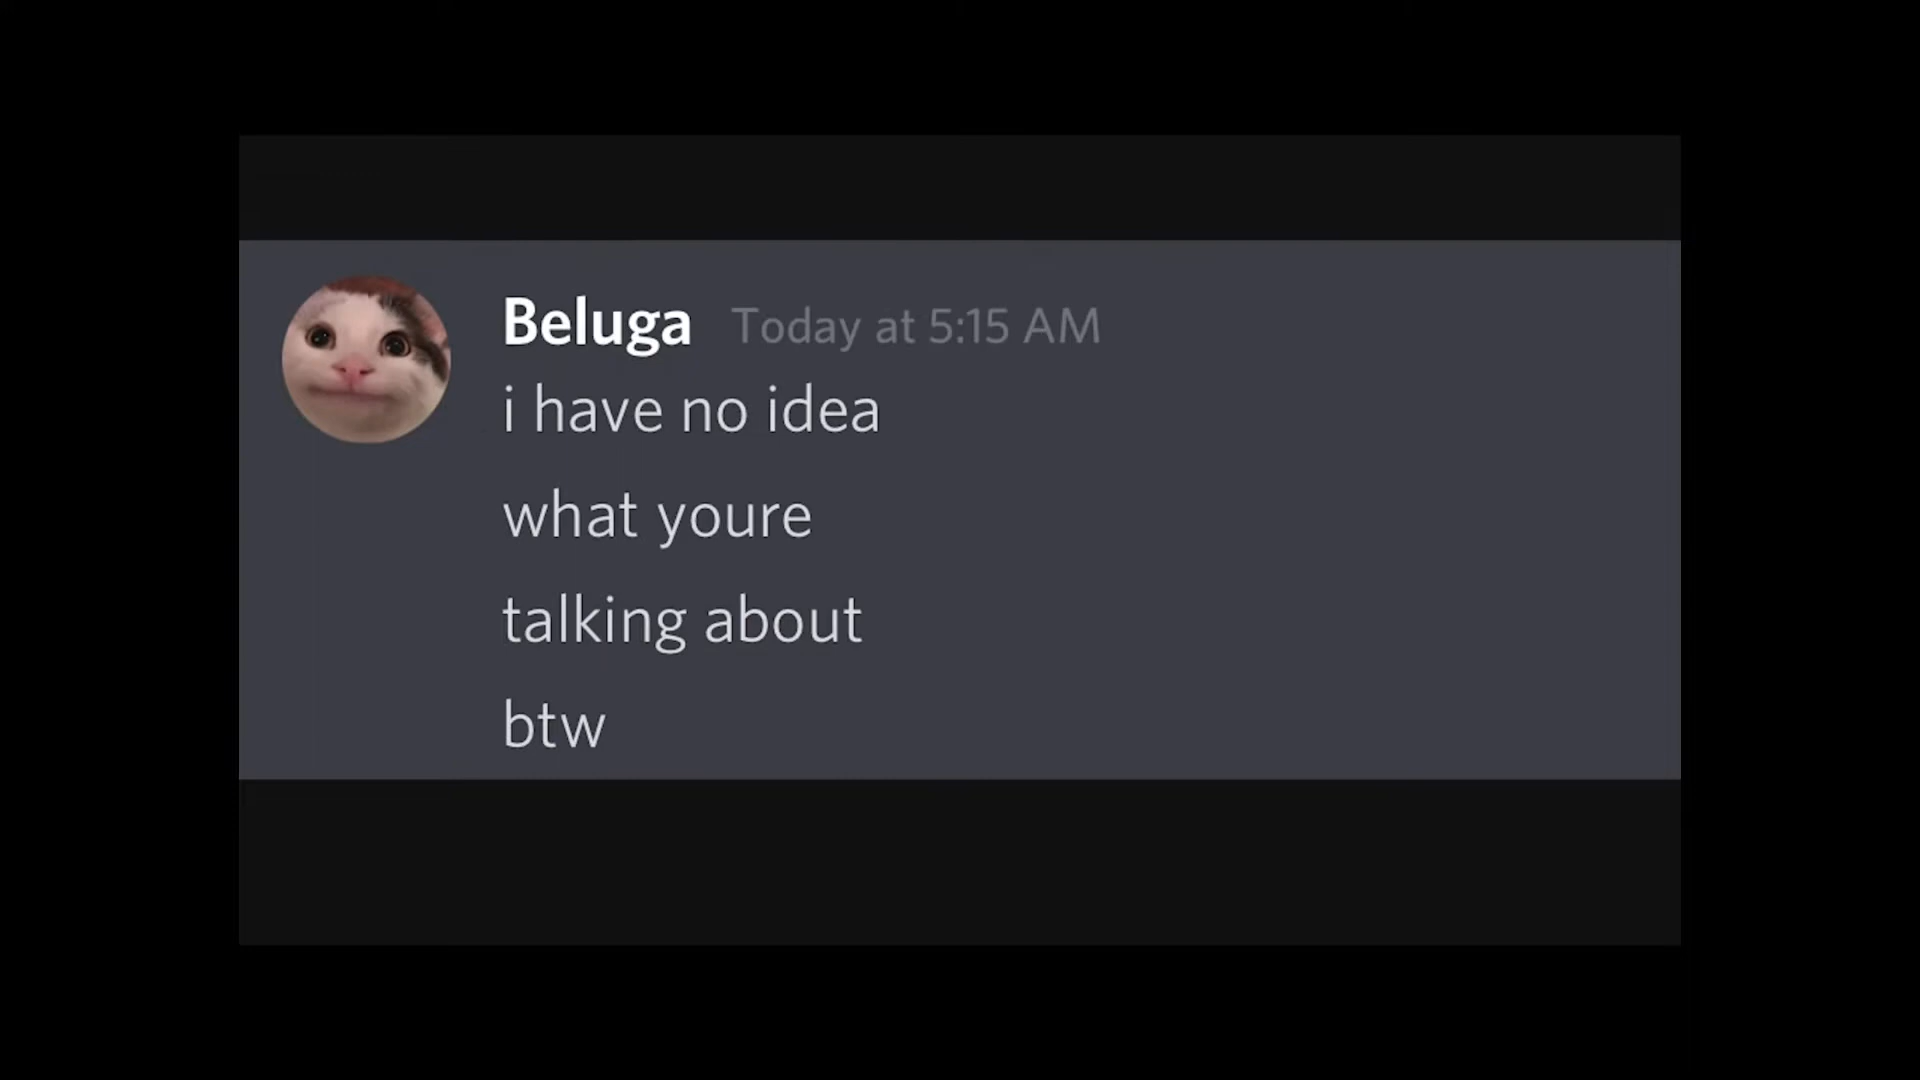 Beluga Today at 5:15 AM
i have no idea
what youre
talking about
btw